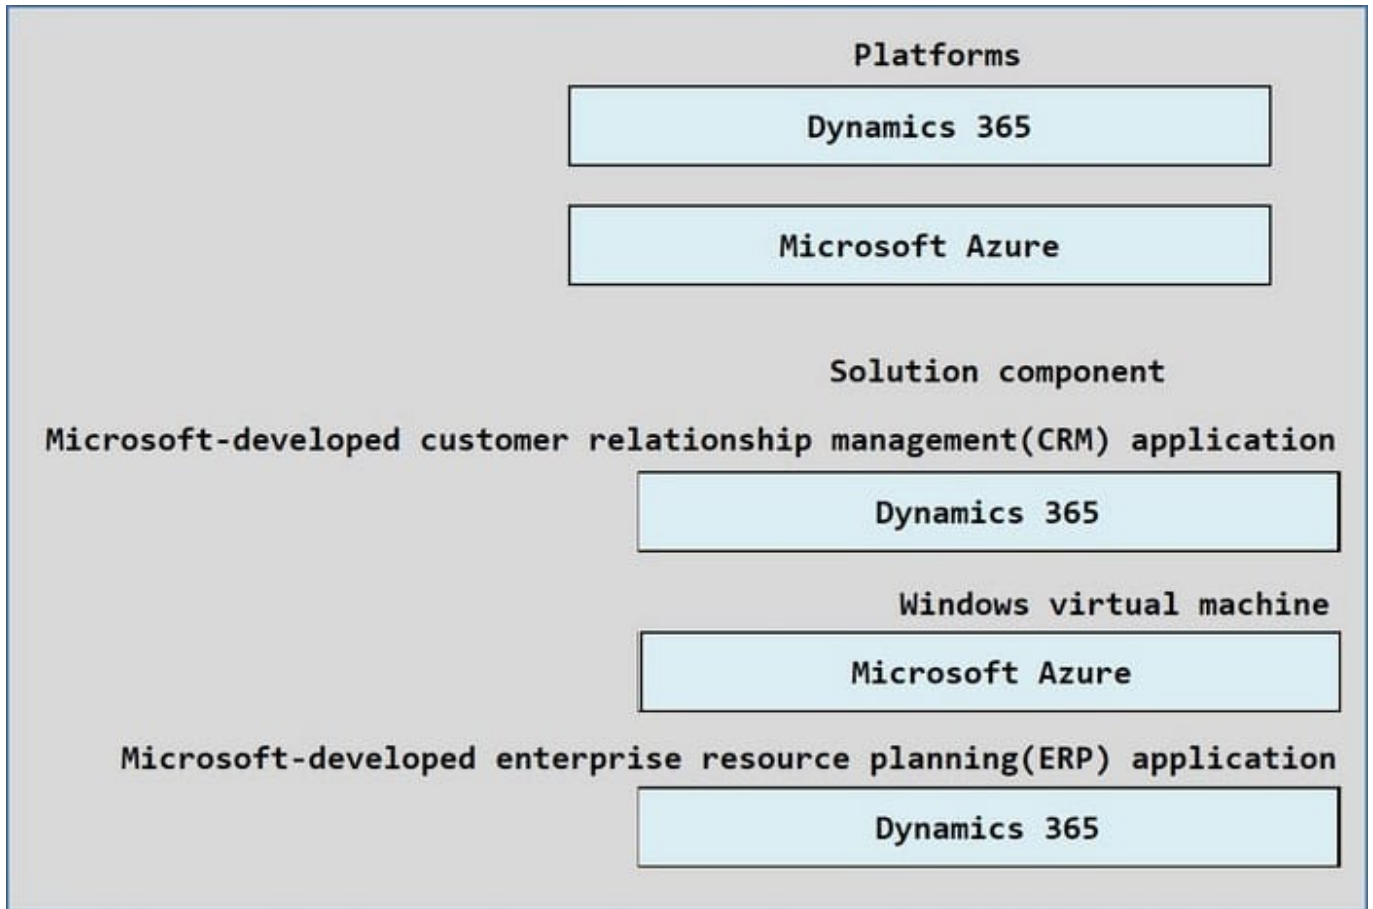 Platforms
Dynamics 365
Microsoft Azure
Solution component
Microsoft-developed customer relationship management(CRM) application
Dynamics 365
Windows virtual machine
Microsoft Azure
Microsoft-developed enterprise resource planning(ERP) application
Dynamics 365